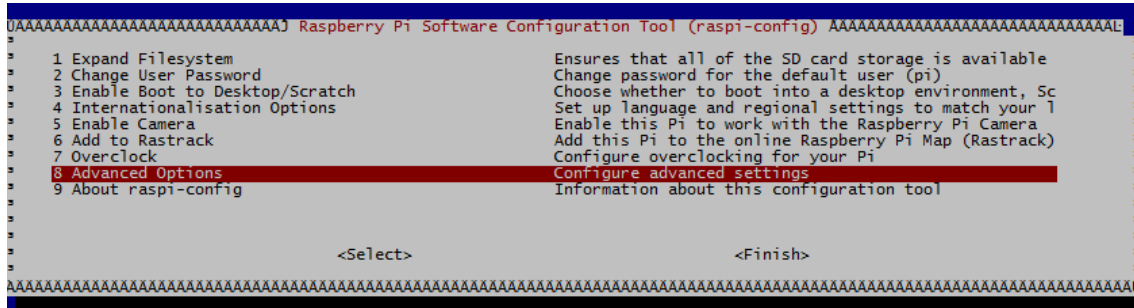 Raspberry Pi Software Configuration Tool (raspi-config)
1 Expand Filesystem Ensures that all of the SD card storage is available
2 Change User Password Change password for the default user (pi)
3 Enable Boot to Desktop/Scratch Choose whether to boot into a desktop environment, Sc
4 Internationalisation Options Set up language and regional settings to match your l
5 Enable Camera Enable this Pi to work with the Raspberry Pi Camera
6 Add to Rastrack Add this Pi to the online Raspberry Pi Map (Rastrack)
7 Overclock Configure overclocking for your Pi
8 Advanced Options Configure advanced settings
9 About raspi-config Information about this configuration tool
<Select> <Finish>